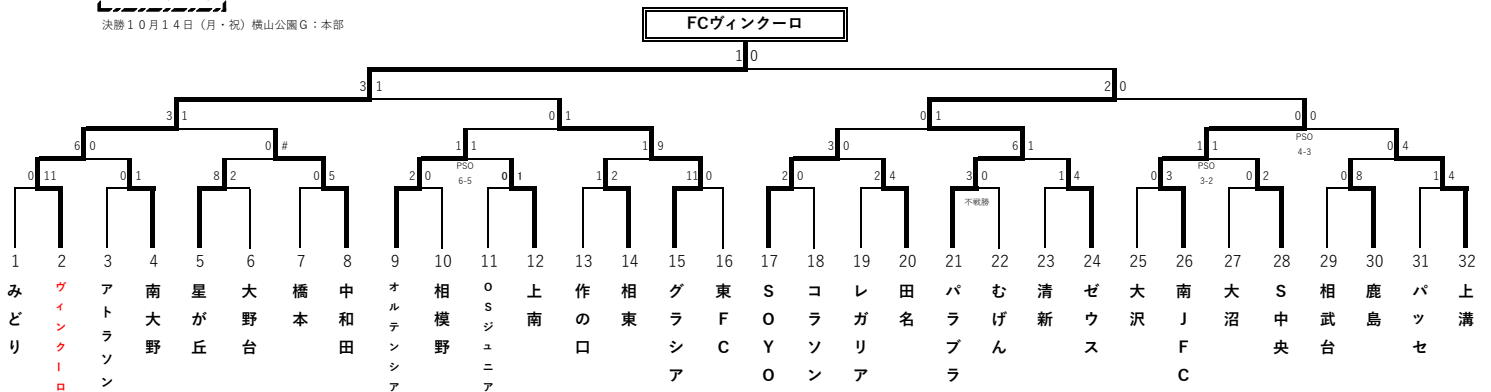 決勝１０月１４日（月・祝）横山公園Ｇ：本部
FCヴィンクーロ
1 0
3 1 2 0
3 1 0 1 0 1 0 0
PSO
4-3
6 0 0 # 1 1 1 9 3 0 6 1 1 1 0 4
PSO
6-5
PSO
3-2
0 11 0 1 8 2 0 5 2 0 0 1 1 2 11 0 2 0 2 4 3 0 1 4 0 3 0 2 0 8 1 4
不戦勝
1 2 3 4 5 6 7 8 9 10 11 12 13 14 15 16 17 18 19 20 21 22 23 24 25 26 27 28 29 30 31 32
みどり
ヴィンクーロ
アトラソン
南大野
星が丘
大野台
橋本
中和田
オルテンシア
相模野
OSジュニア
上南
作の口
相東
グラシア
東FC
SOYO
コラソン
レガリア
田名
パラブラ
むげん
清新
ゼウス
大沢
南JFC
大沼
S中央
相武台
鹿島
パッセ
上溝